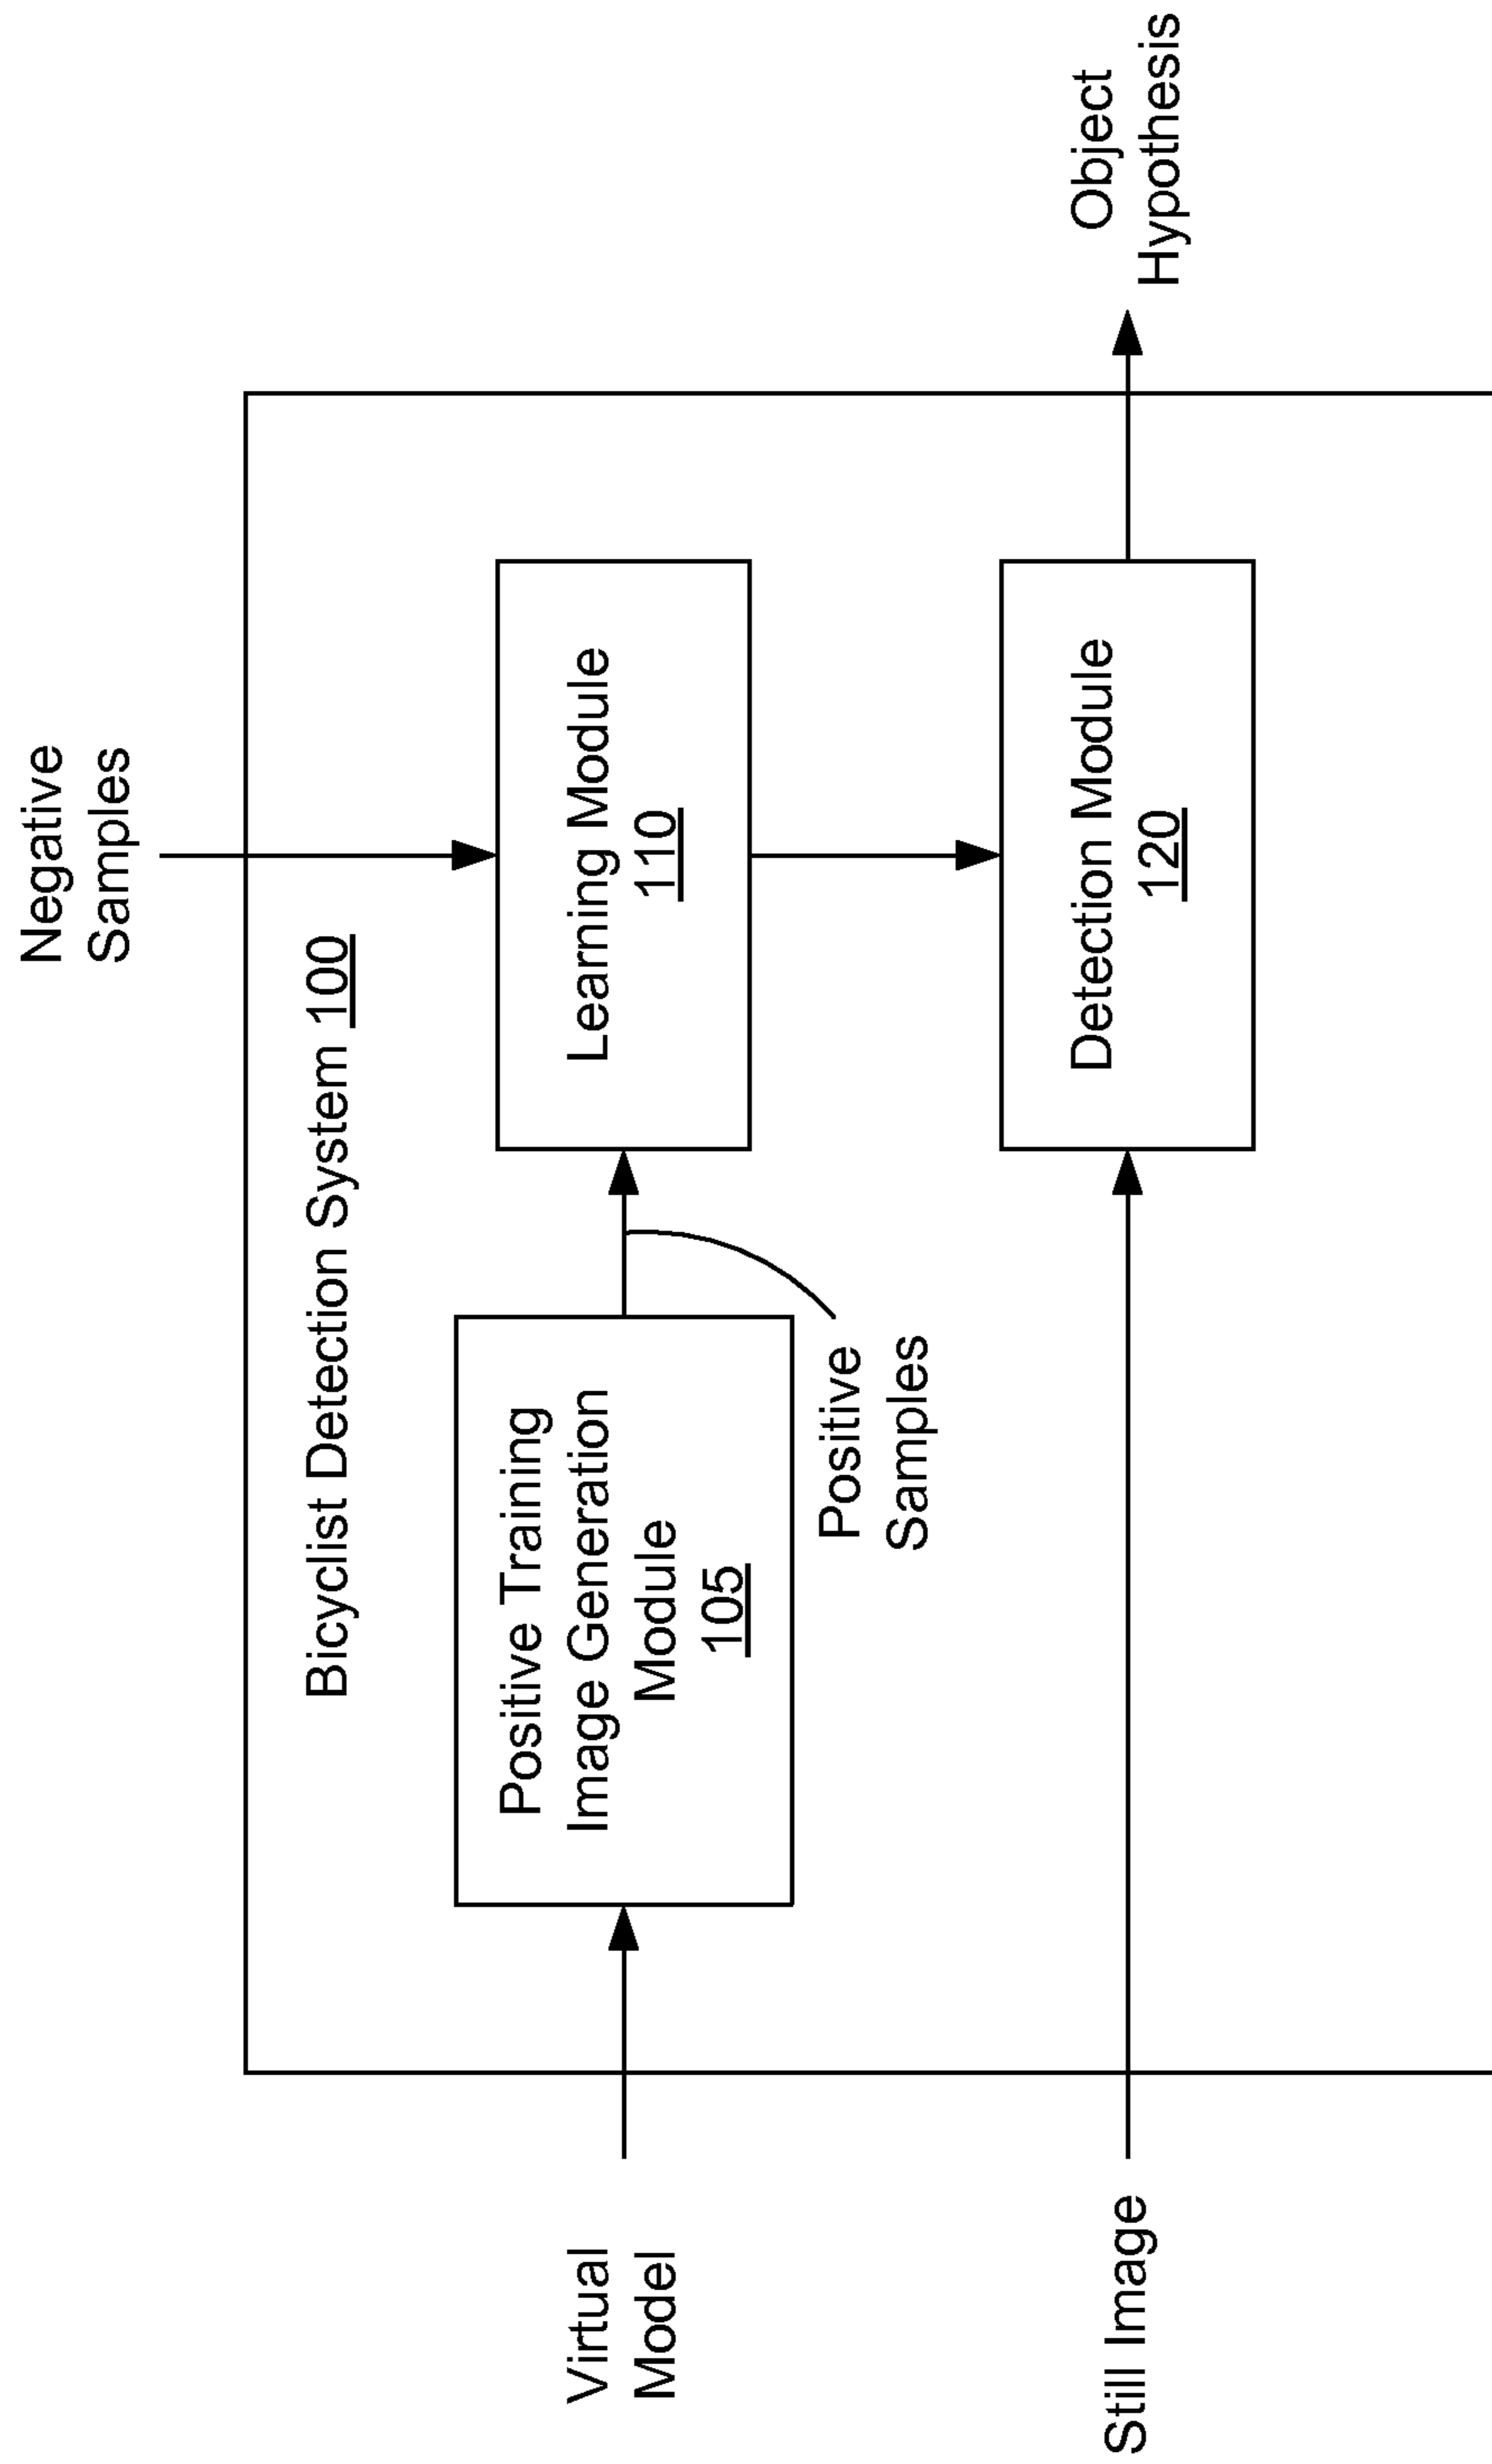 Negative
Samples
Bicyclist Detection System 100
Virtual
Model
Positive Training
Image Generation
Module
105
Learning Module
110
Positive
Samples
Still Image
Detection Module
120
Object
Hypothesis